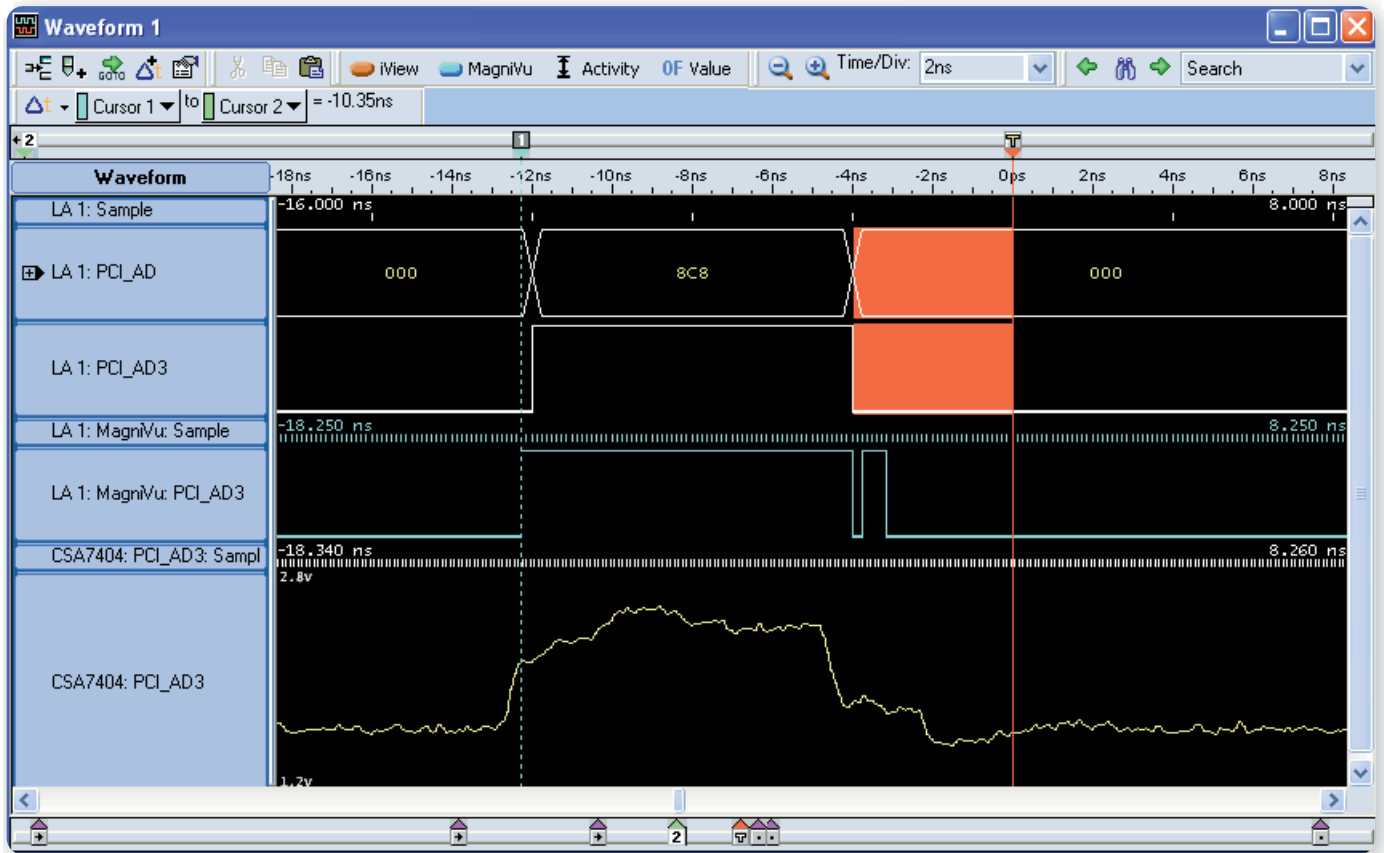 Waveform 1
iView MagniVu Activity 0F Value Time/Div: 2ns Search
Δt Cursor 1 to Cursor 2 = -10.35ns
2 1 T
Waveform -18ns -16ns -14ns -12ns -10ns -8ns -6ns -4ns -2ns 0ps 2ns 4ns 6ns 8ns
LA 1: Sample -16.000 ns 8.000 ns
LA 1: PCI_AD 000 8C8 000
LA 1: PCI_AD3
LA 1: MagniVu: Sample -18.250 ns 8.250 ns
LA 1: MagniVu: PCI_AD3
CSA7404: PCI_AD3: Sampl -18.340 ns 8.260 ns
2.8v
CSA7404: PCI_AD3
1.2v
2 T